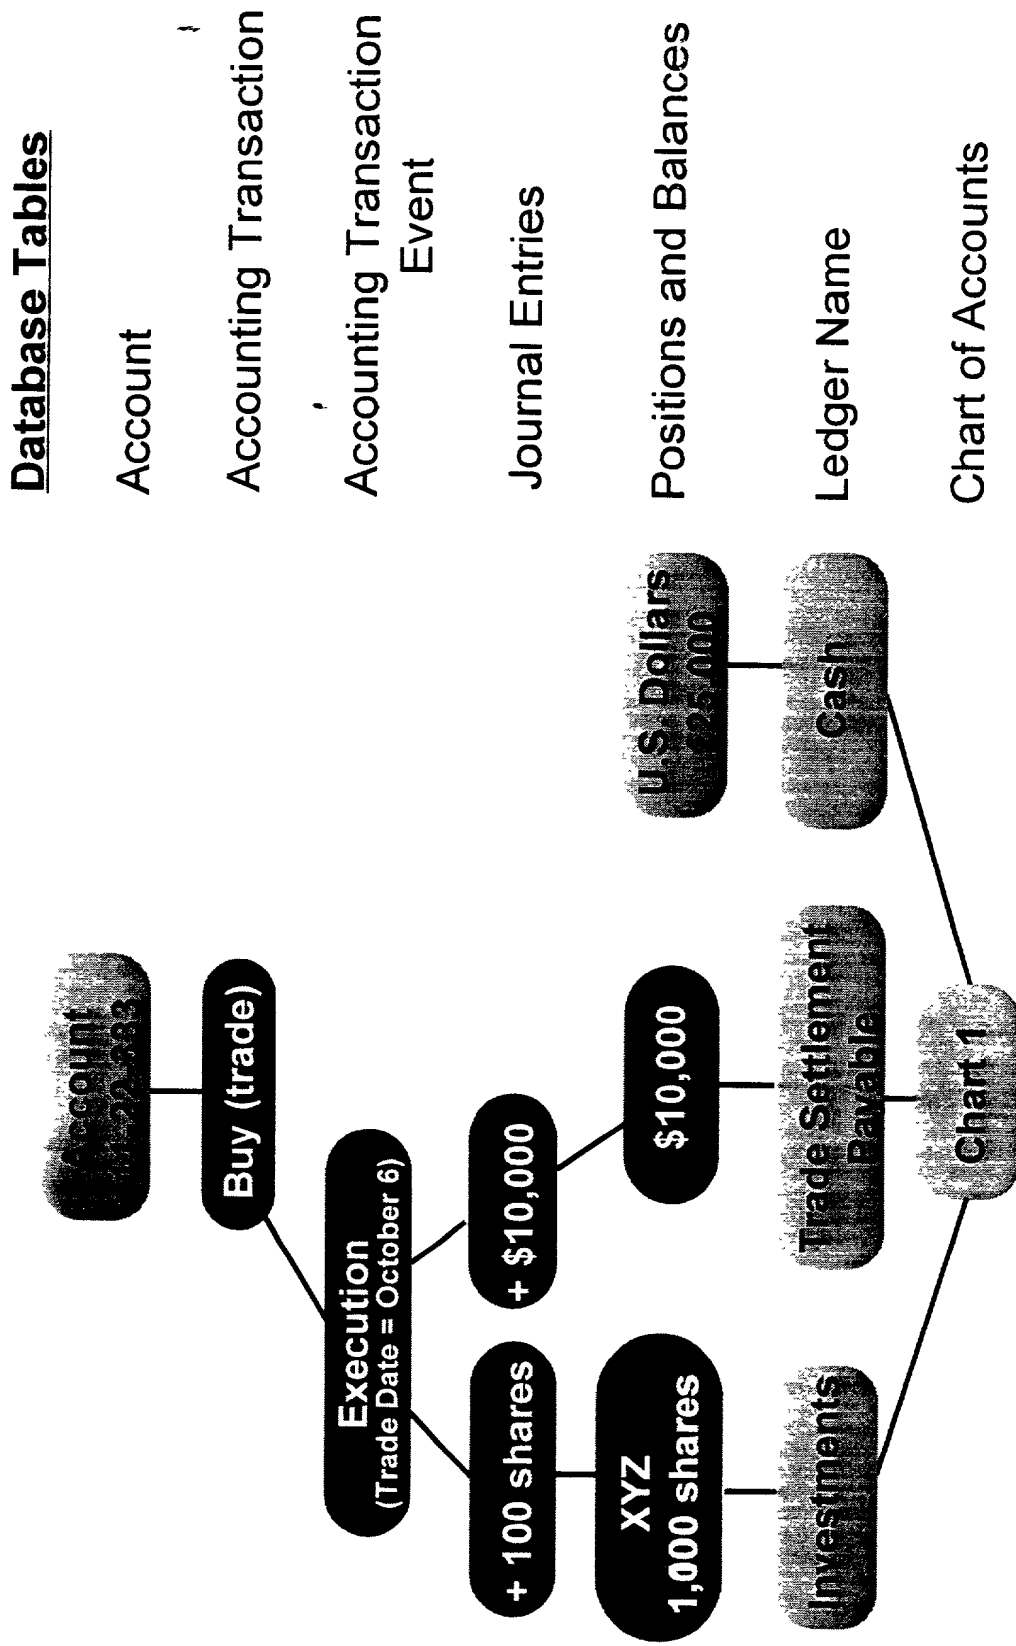 Database Tables
Account
Account
Buy (trade)
Accounting Transaction
Execution
(Trade Date = October 6)
Accounting Transaction
Event
+ 100 shares
+ $10,000
Journal Entries
XYZ
1,000 shares
$10,000
U.S. Dollars
$25,000
Positions and Balances
Investments
Trade Settlement
Payable
Cash
Ledger Name
Chart 1
Chart of Accounts